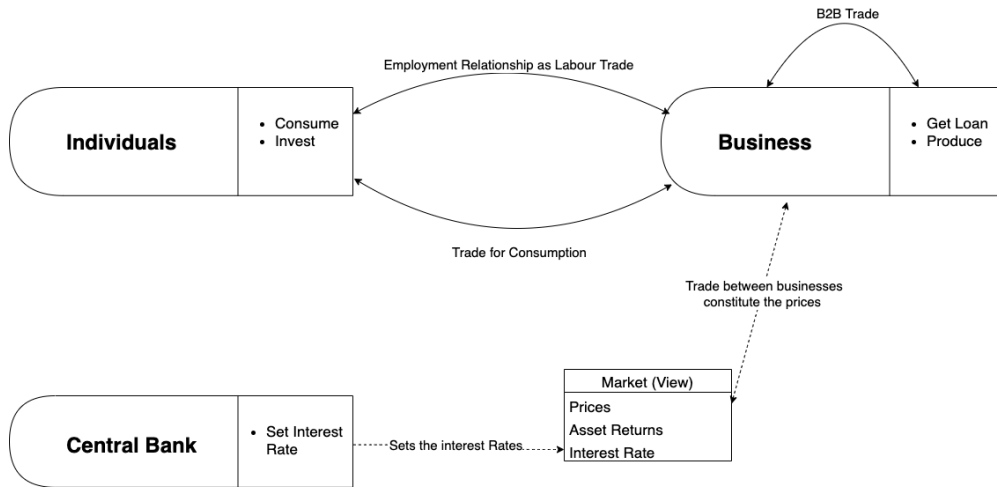 B2B Trade
Employment Relationship as Labour Trade
Individuals
• Consume
• Invest
Business
• Get Loan
• Produce
Trade for Consumption
Trade between businesses
constitute the prices
Market (View)
Prices
Asset Returns
Interest Rate
Central Bank
• Set Interest
Rate
Sets the interest Rates